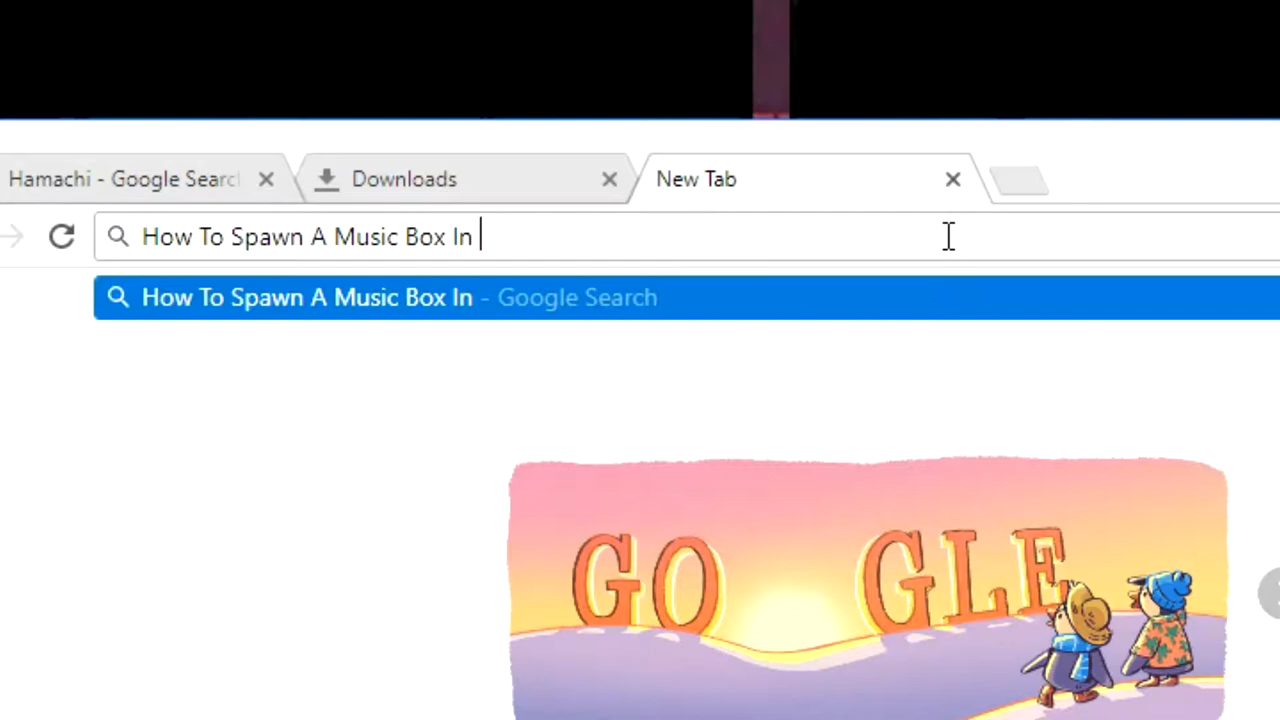 Hamachi - Google Searc
Downloads
New Tab
How To Spawn A Music Box In
How To Spawn A Music Box In - Google Search
GO GLE